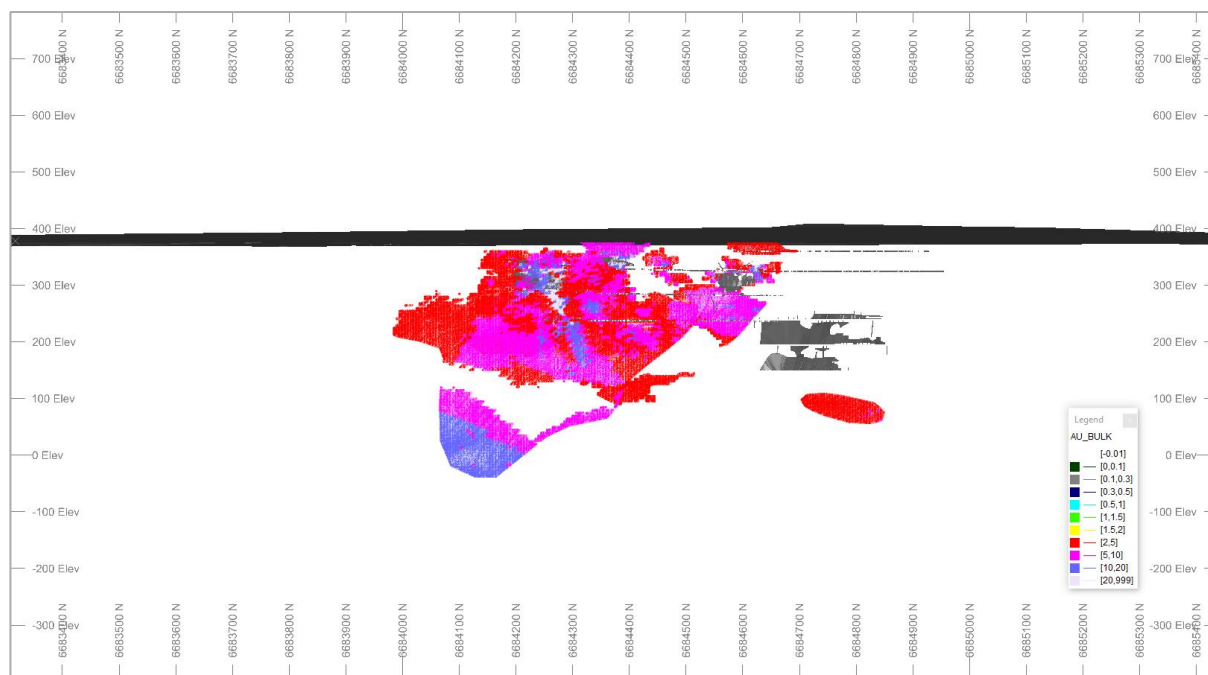 6683400 N
6683500 N
6683600 N
6683700 N
6683800 N
6683900 N
6684000 N
6684100 N
6684200 N
6684300 N
6684400 N
6684500 N
6684600 N
6684700 N
6684800 N
6684900 N
6685000 N
6685100 N
6685200 N
6685300 N
6685400 N
700 Elev
700 Elev
600 Elev
600 Elev
500 Elev
500 Elev
400 Elev
400 Elev
300 Elev
300 Elev
200 Elev
200 Elev
100 Elev
100 Elev
0 Elev
0 Elev
-100 Elev
-100 Elev
-200 Elev
-200 Elev
-300 Elev
-300 Elev
Legend
AU_BULK
[-0.01]
[0,0.1]
[0.1,0.3]
[0.3,0.5]
[0.5,1]
[1,1.5]
[1.5,2]
[2,5]
[5,10]
[10,20]
[20,999]
6683400 N
6683500 N
6683600 N
6683700 N
6683800 N
6683900 N
6684000 N
6684100 N
6684200 N
6684300 N
6684400 N
6684500 N
6684600 N
6684700 N
6684800 N
6684900 N
6685000 N
6685100 N
6685200 N
6685300 N
6685400 N